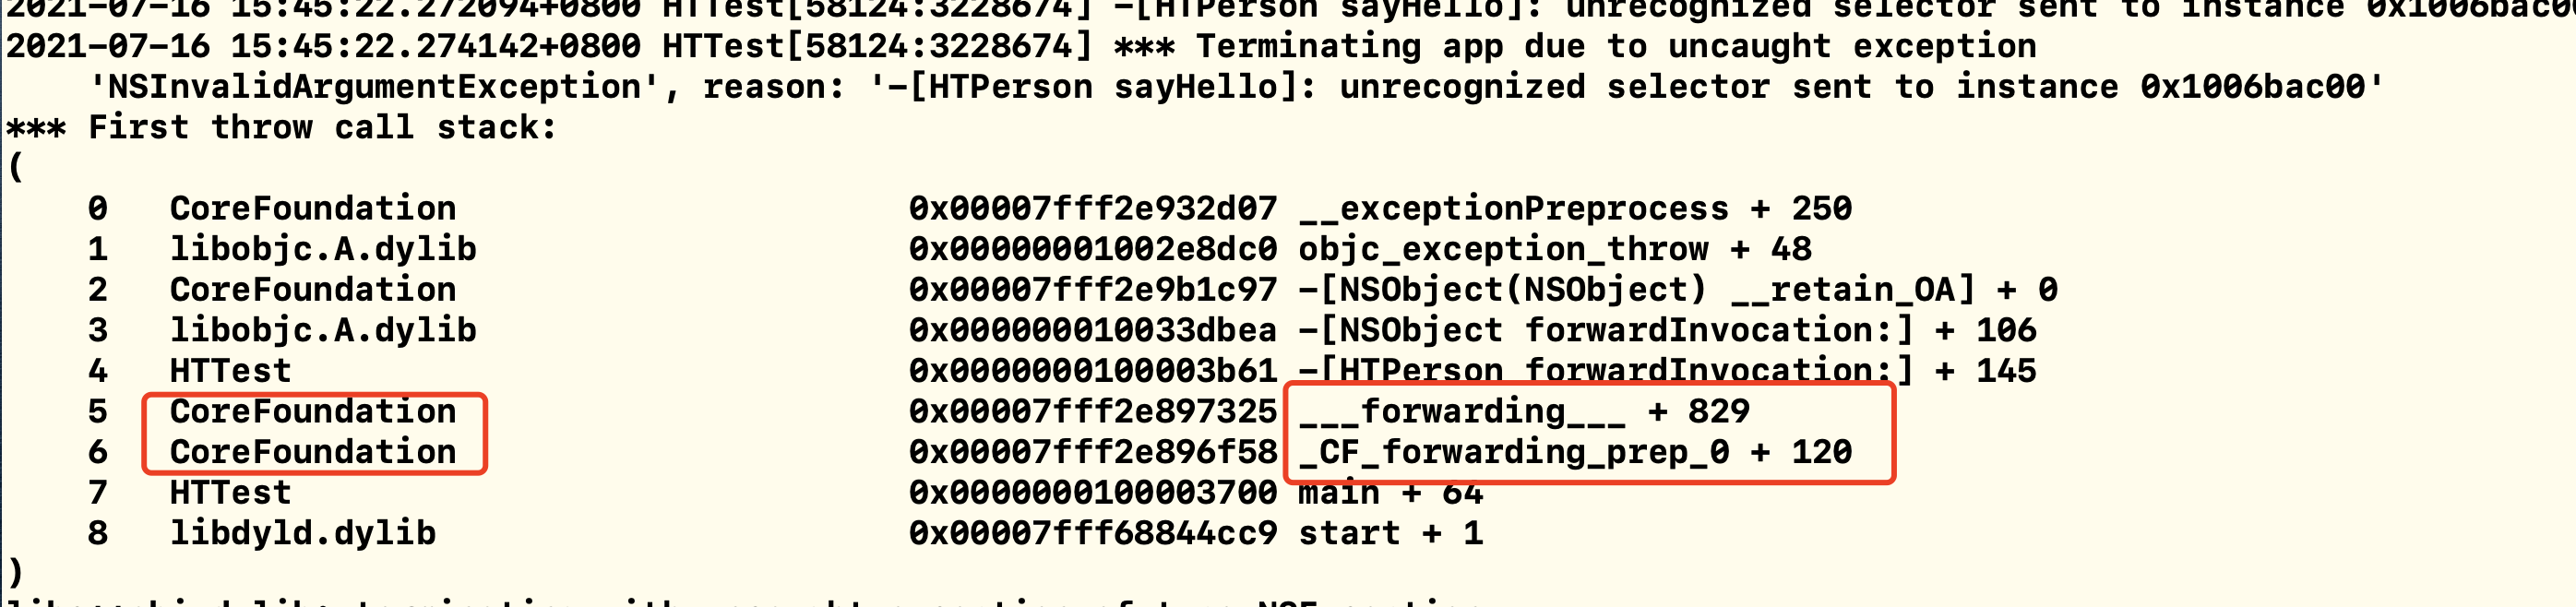 2021-07-16 15:45:22.272094+0800 HTTest[58124:3228674] -[HTPerson sayHello]: unrecognized selector sent to instance 0x1006bac00
2021-07-16 15:45:22.274142+0800 HTTest[58124:3228674] *** Terminating app due to uncaught exception
'NSInvalidArgumentException', reason: '-[HTPerson sayHello]: unrecognized selector sent to instance 0x1006bac00'
*** First throw call stack:
(
0 CoreFoundation 0x00007fff2e932d07 __exceptionPreprocess + 250
1 libobjc.A.dylib 0x00000001002e8dc0 objc_exception_throw + 48
2 CoreFoundation 0x00007fff2e9b1c97 -[NSObject(NSObject) __retain_OA] + 0
3 libobjc.A.dylib 0x000000010033dbea -[NSObject forwardInvocation:] + 106
4 HTTest 0x0000000100003b61 -[HTPerson forwardInvocation:] + 145
5 CoreFoundation 0x00007fff2e897325 ___forwarding___ + 829
6 CoreFoundation 0x00007fff2e896f58 _CF_forwarding_prep_0 + 120
7 HTTest 0x0000000100003700 main + 64
8 libdyld.dylib 0x00007fff68844cc9 start + 1
)